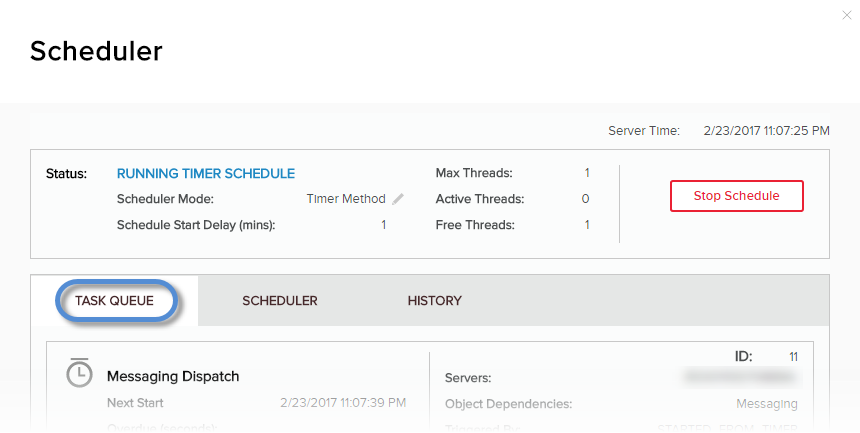 Scheduler
Server Time: 2/23/2017 11:07:25 PM
Status: RUNNING TIMER SCHEDULE
Scheduler Mode: Timer Method
Schedule Start Delay (mins): 1
Max Threads: 1
Active Threads: 0
Free Threads: 1
Stop Schedule
TASK QUEUE SCHEDULER HISTORY
Messaging Dispatch
Next Start 2/23/2017 11:07:39 PM
Overdue (seconds):
ID: 11
Servers:
Object Dependencies: Messaging
Triggered By: STARTED_FROM_TIMER